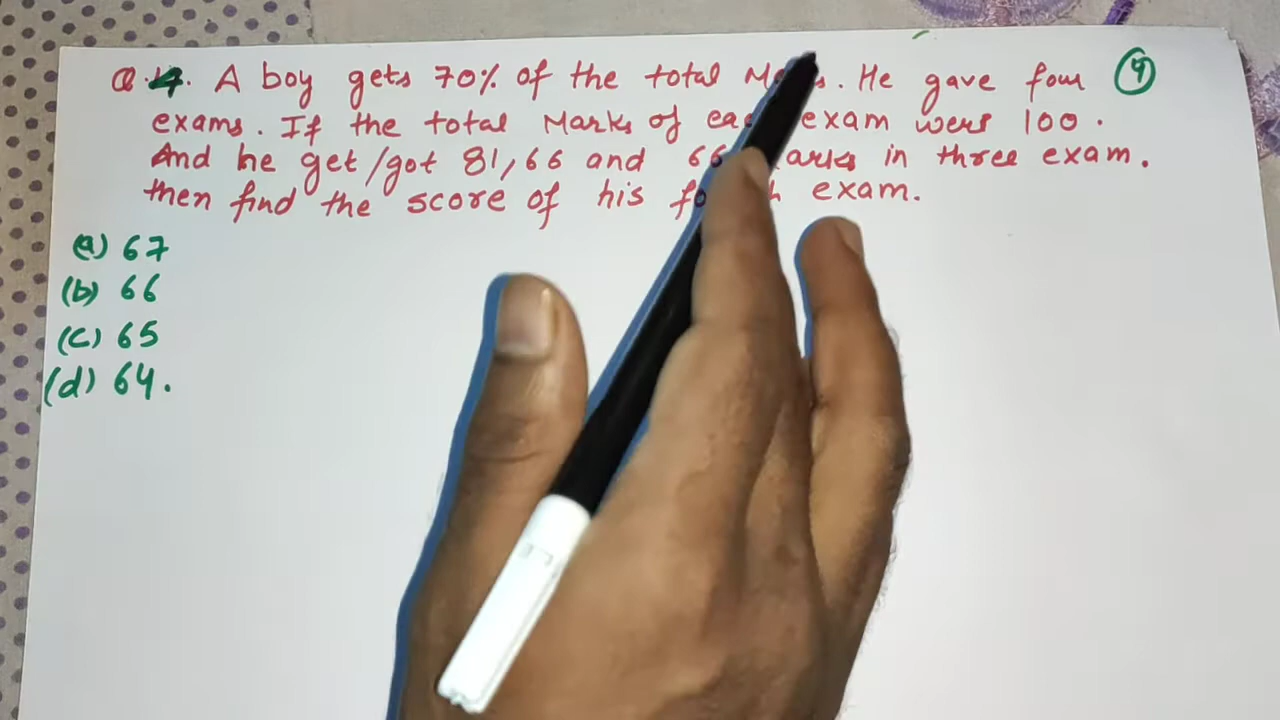 Q.4. A boy gets 70% of the total . He gave four (4)
exams. If the total Marks of exam were 100.
And he get/got 81,66 and 66 in three exam.
then find the score of his exam.
(a) 67
(b) 66
(c) 65
(d) 64.